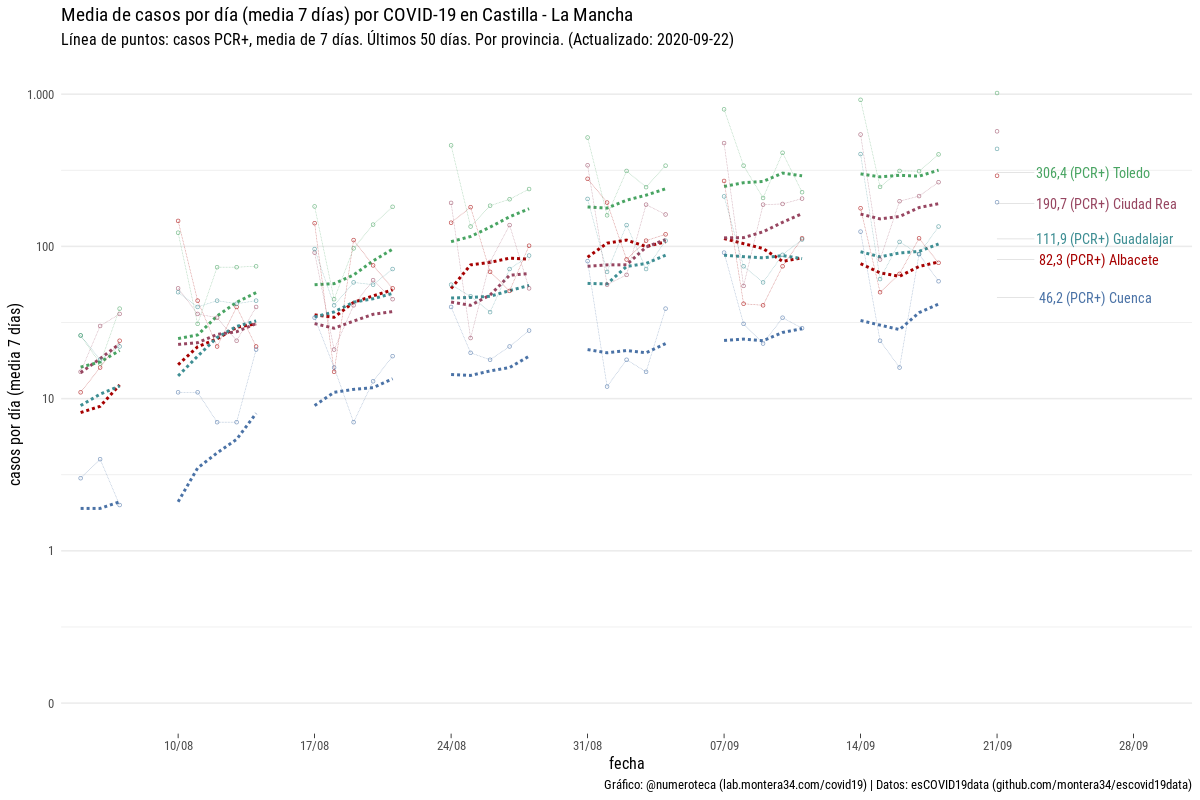 Media de casos por día (media 7 días) por COVID-19 en Castilla - La Mancha
Línea de puntos: casos PCR+, media de 7 días. Últimos 50 días. Por provincia. (Actualizado: 2020-09-22)
casos por día (media 7 días)
1.000
100
10
1
0
306,4 (PCR+) Toledo
190,7 (PCR+) Ciudad Rea
111,9 (PCR+) Guadalajar
82,3 (PCR+) Albacete
46,2 (PCR+) Cuenca
10/08
17/08
24/08
31/08
07/09
14/09
21/09
28/09
fecha
Gráfico: @numeroteca (lab.montera34.com/covid19) | Datos: esCOVID19data (github.com/montera34/escovid19data)